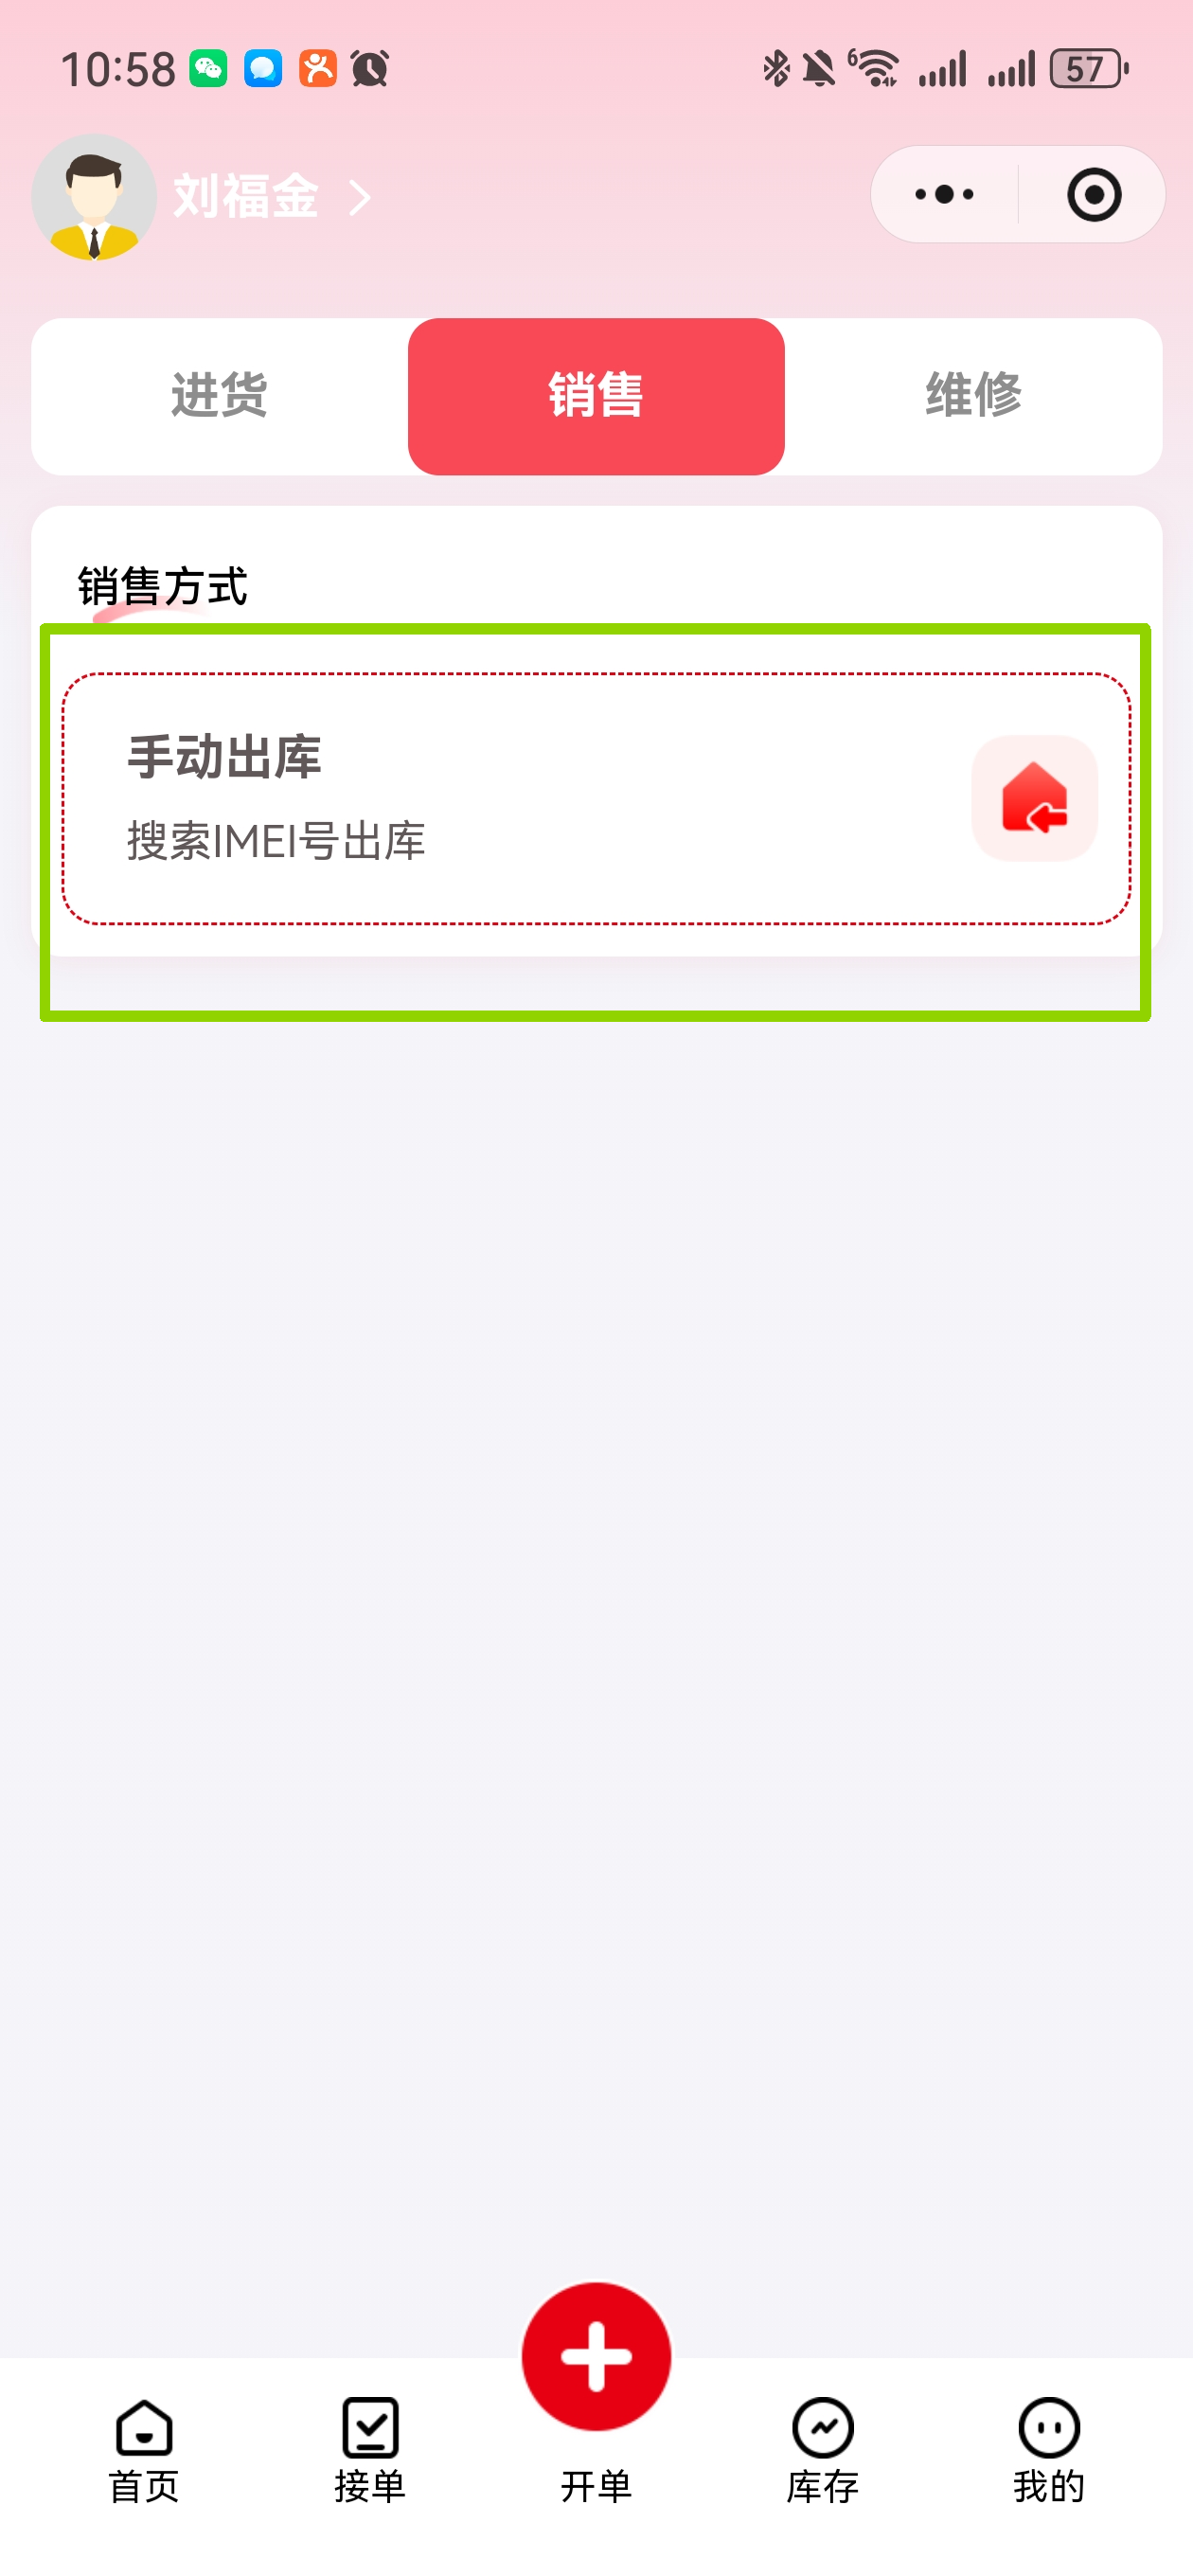 10:58
6
57
刘福金
进货
销售
维修
销售方式
手动出库
搜索IMEI号出库
首页
接单
开单
库存
我的